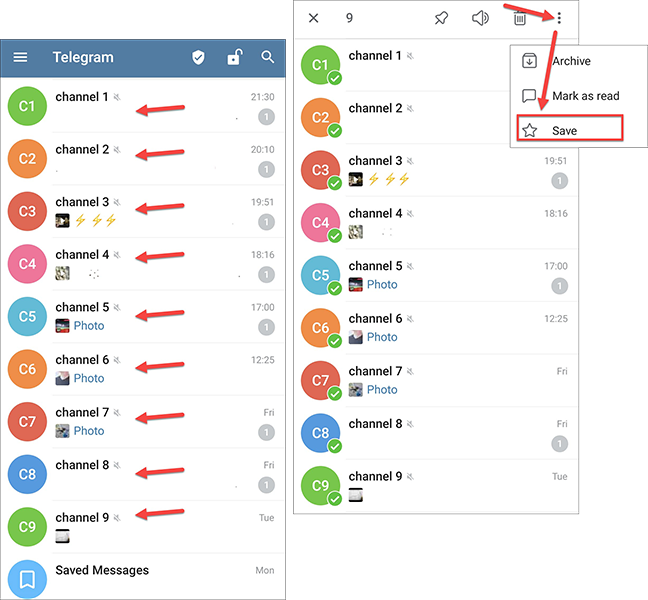 Telegram
C1
channel 1
21:30
1
C2
channel 2
20:10
1
C3
channel 3
19:51
1
C4
channel 4
18:16
1
C5
channel 5
17:00
Photo
1
C6
channel 6
12:25
Photo
C7
channel 7
Fri
Photo
1
C8
channel 8
Fri
1
C9
channel 9
Tue
Saved Messages
Mon
9
C1
channel 1
C2
channel 2
C3
channel 3
19:51
1
C4
channel 4
18:16
C5
channel 5
17:00
Photo
1
C6
channel 6
12:25
Photo
C7
channel 7
Fri
Photo
C8
channel 8
Fri
1
C9
channel 9
Tue
Archive
Mark as read
Save